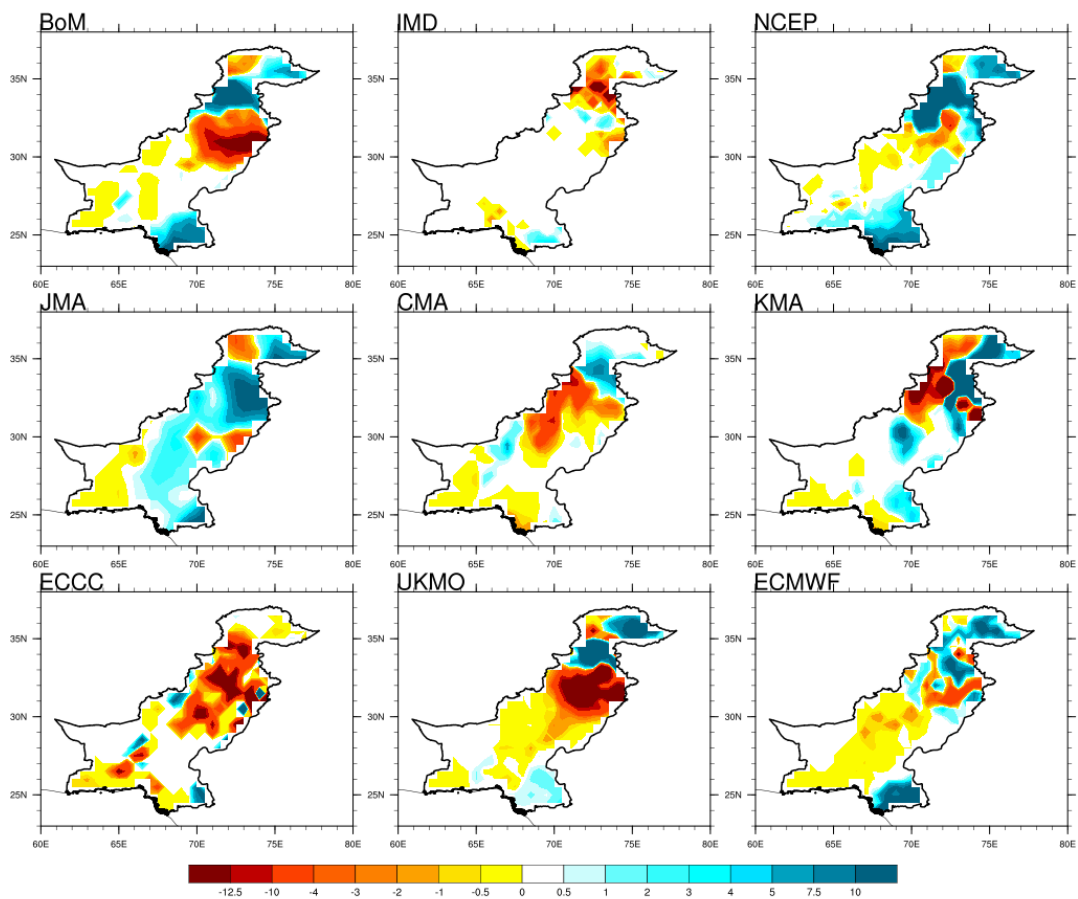 BoM IMD NCEP
35N 35N 35N
30N 30N 30N
25N 25N 25N
60E 65E 70E 75E 80E 60E 65E 70E 75E 80E 60E 65E 70E 75E 80E
JMA CMA KMA
35N 35N 35N
30N 30N 30N
25N 25N 25N
60E 65E 70E 75E 80E 60E 65E 70E 75E 80E 60E 65E 70E 75E 80E
ECCC UKMO ECMWF
35N 35N 35N
30N 30N 30N
25N 25N 25N
60E 65E 70E 75E 80E 60E 65E 70E 75E 80E 60E 65E 70E 75E 80E
-12.5 -10 -4 -3 -2 -1 -0.5 0 0.5 1 2 3 4 5 7.5 10